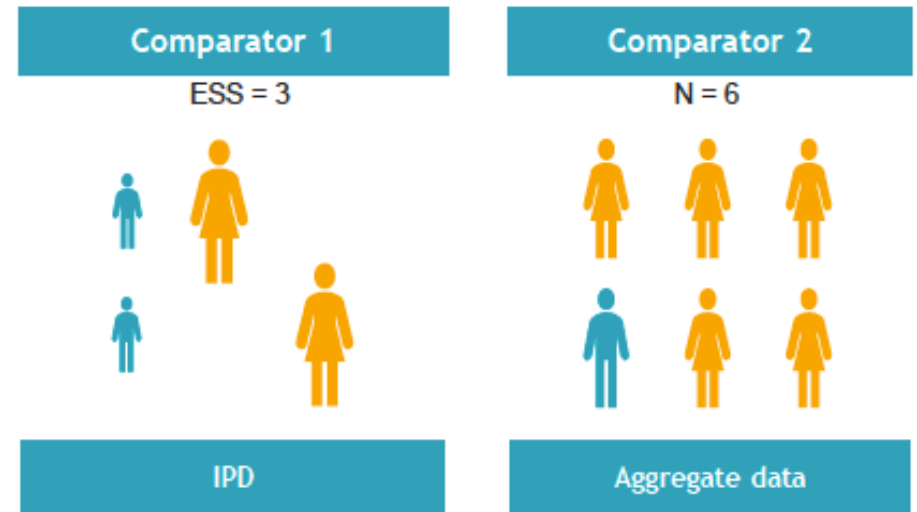 Comparator 1
ESS = 3
IPD
Comparator 2
N = 6
Aggregate data